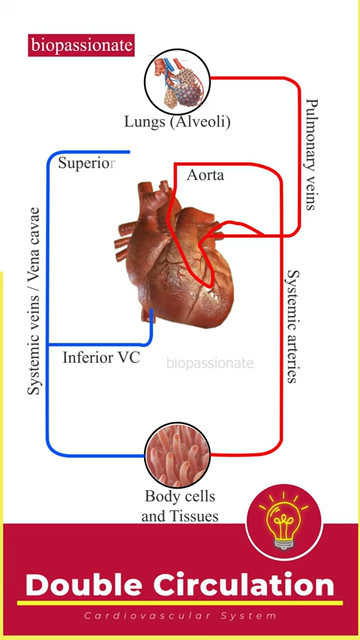 biopassionate
Lungs (Alveoli)
Pulmonary veins
Superior
Aorta
Systemic veins / Vena cavae
Systemic arteries
Inferior VC
biopassionate
Body cells
and Tissues
Double Circulation
Cardiovascular System